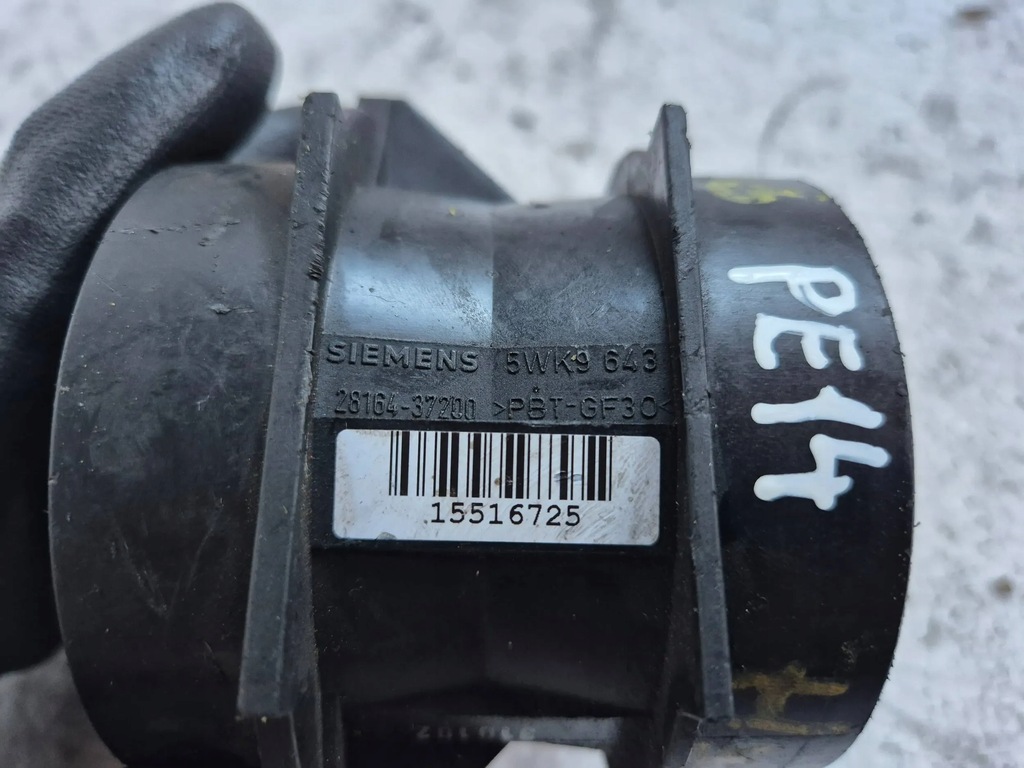 SIEMENS 5WK9 643
28164-37200 >PBT-GF30<
15516725
PE14